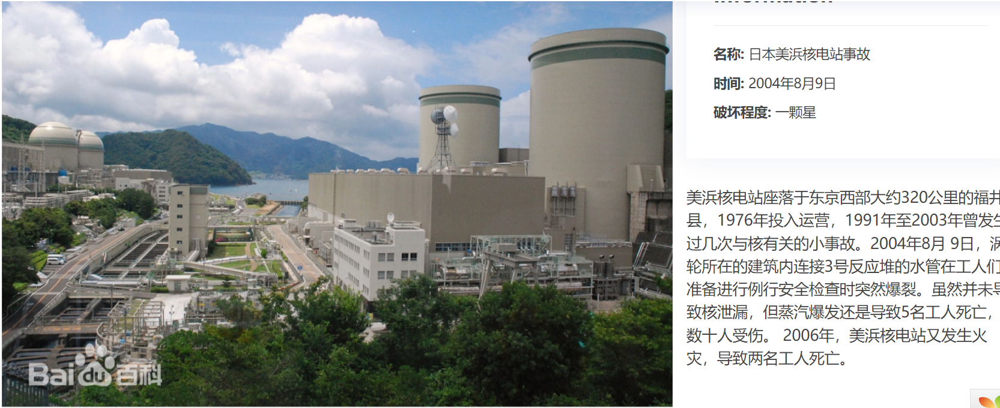 名称: 日本美浜核电站事故
时间: 2004年8月9日
破坏程度: 一颗星
美浜核电站座落于东京西部大约320公里的福井
县，1976年投入运营，1991年至2003年曾发生
过几次与核有关的小事故。2004年8月 9日，涡
轮所在的建筑内连接3号反应堆的水管在工人们
准备进行例行安全检查时突然爆裂。虽然并未导
致核泄漏，但蒸汽爆发还是导致5名工人死亡，
数十人受伤。 2006年，美浜核电站又发生火
灾，导致两名工人死亡。
Bai du 百科